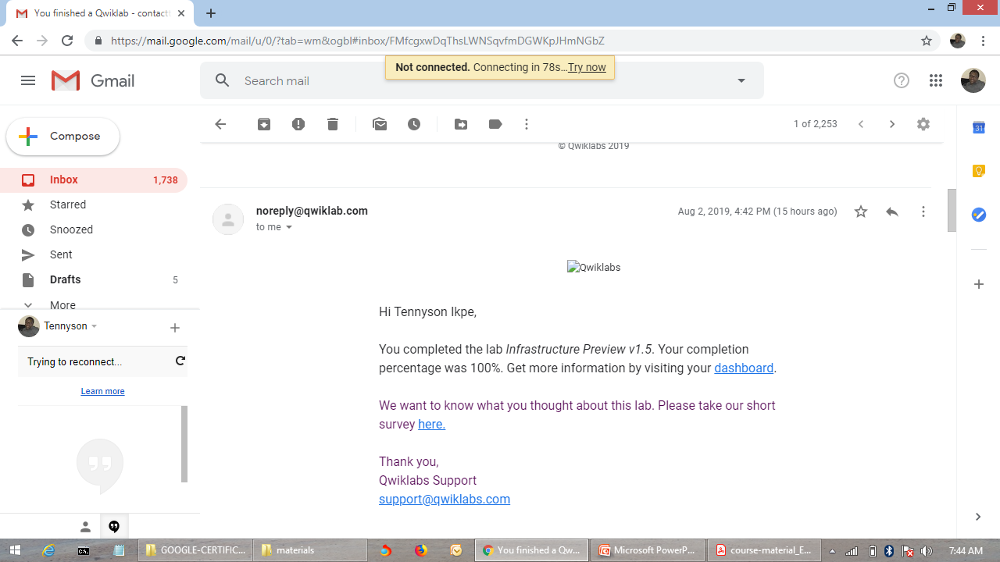 You finished a Qwiklab - contactt
https://mail.google.com/mail/u/0/?tab=wm&ogbl#inbox/FMfcgxwDqThsLWNSqvfmDGWKpJHmNGbZ
Not connected. Connecting in 78s...Try now
Gmail
Search mail
Compose
1 of 2,253
31
© Qwiklabs 2019
Inbox 1,738
Starred
Snoozed
Sent
Drafts 5
More
Tennyson
Trying to reconnect...
Learn more
noreply@qwiklab.com
Aug 2, 2019, 4:42 PM (15 hours ago)
to me
Qwiklabs
Hi Tennyson Ikpe,
You completed the lab Infrastructure Preview v1.5. Your completion
percentage was 100%. Get more information by visiting your dashboard.
We want to know what you thought about this lab. Please take our short
survey here.
Thank you,
Qwiklabs Support
support@qwiklabs.com
GOOGLE-CERTIFIC...
materials
You finished a Qw...
Microsoft PowerP...
course-material_E...
7:44 AM